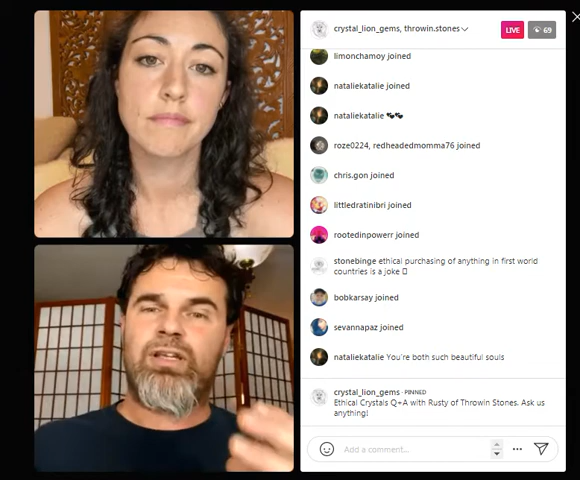 crystal_lion_gems, throwin.stones
LIVE
69
limonchamoy joined
nataliekatalie joined
nataliekatalie
roze0224, redheadedmomma76 joined
chris.gon joined
littledratinibri joined
rootedinpowerr joined
stonebinge ethical purchasing of anything in first world
countries is a joke
bobkarsay joined
sevannapaz joined
nataliekatalie You're both such beautiful souls
crystal_lion_gems · PINNED
Ethical Crystals Q+A with Rusty of Throwin Stones. Ask us
anything!
Add a comment...